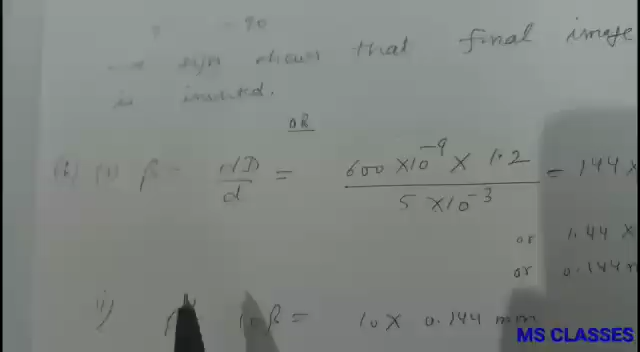 -90
sign shows that final image
is inverted.
OR
(b) (i) β = λD/d = 600 × 10⁻⁹ × 1.2 / 5 × 10⁻³ = 144 ×
or 1.44 ×
or 0.144 m
ii) 10β = 10 × 0.144 mm
MS CLASSES